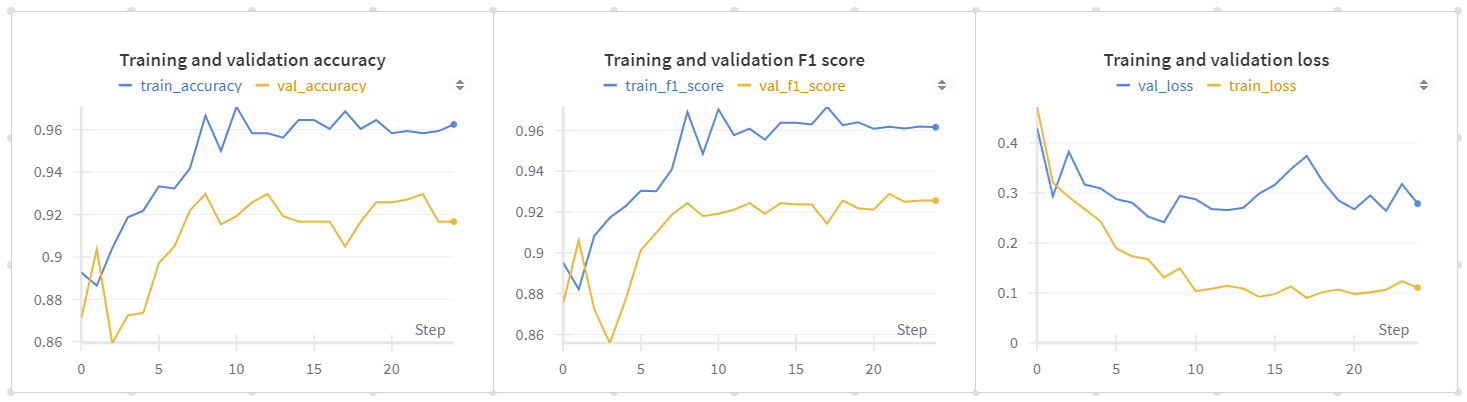 Training and validation accuracy
train_accuracy val_accuracy
0.96
0.94
0.92
0.9
0.88
0.86
Step
0 5 10 15 20
Training and validation F1 score
train_f1_score val_f1_score
0.96
0.94
0.92
0.9
0.88
0.86
Step
0 5 10 15 20
Training and validation loss
val_loss train_loss
0.4
0.3
0.2
0.1
0
Step
0 5 10 15 20